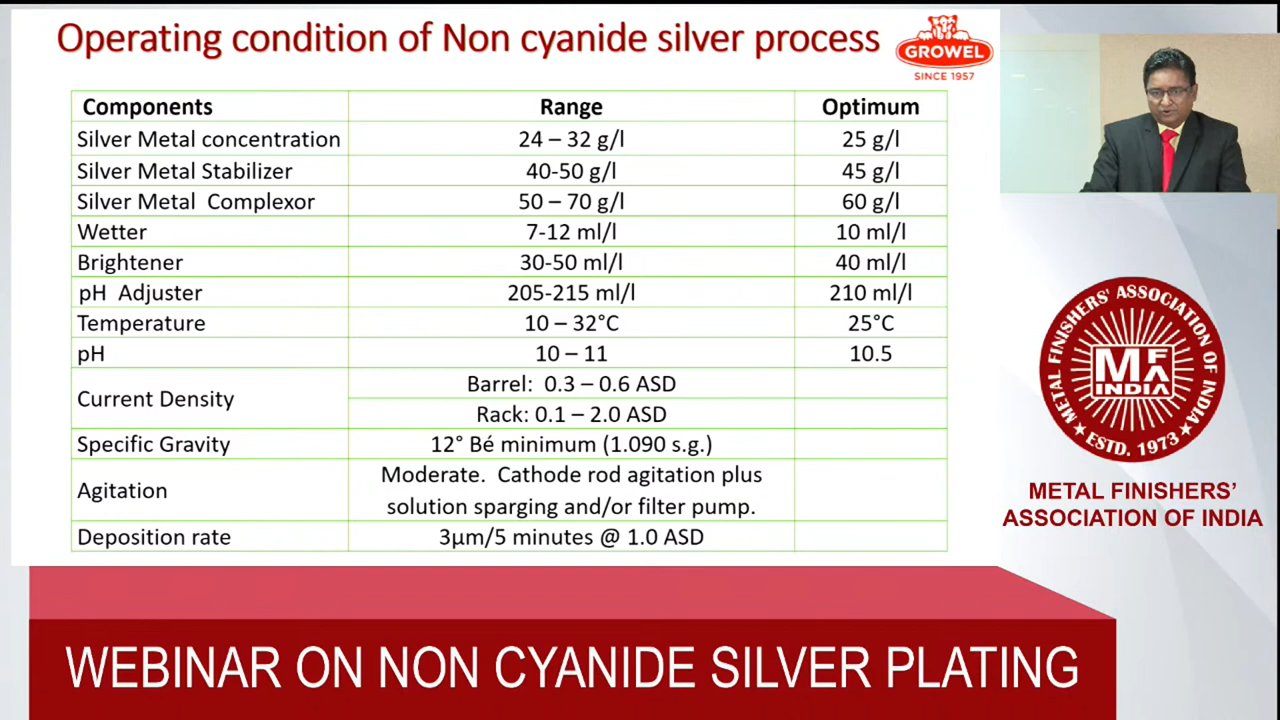 Operating condition of Non cyanide silver process
GROWEL
SINCE 1957
Components Range Optimum
Silver Metal concentration 24 – 32 g/l 25 g/l
Silver Metal Stabilizer 40-50 g/l 45 g/l
Silver Metal Complexor 50 – 70 g/l 60 g/l
Wetter 7-12 ml/l 10 ml/l
Brightener 30-50 ml/l 40 ml/l
pH Adjuster 205-215 ml/l 210 ml/l
Temperature 10 – 32°C 25°C
pH 10 – 11 10.5
Current Density
Barrel: 0.3 – 0.6 ASD
Rack: 0.1 – 2.0 ASD
Specific Gravity 12° Bé minimum (1.090 s.g.)
Agitation
Moderate. Cathode rod agitation plus
solution sparging and/or filter pump.
Deposition rate 3µm/5 minutes @ 1.0 ASD
METAL FINISHERS' ASSOCIATION OF INDIA
MFA
INDIA
ESTD. 1973
METAL FINISHERS'
ASSOCIATION OF INDIA
WEBINAR ON NON CYANIDE SILVER PLATING